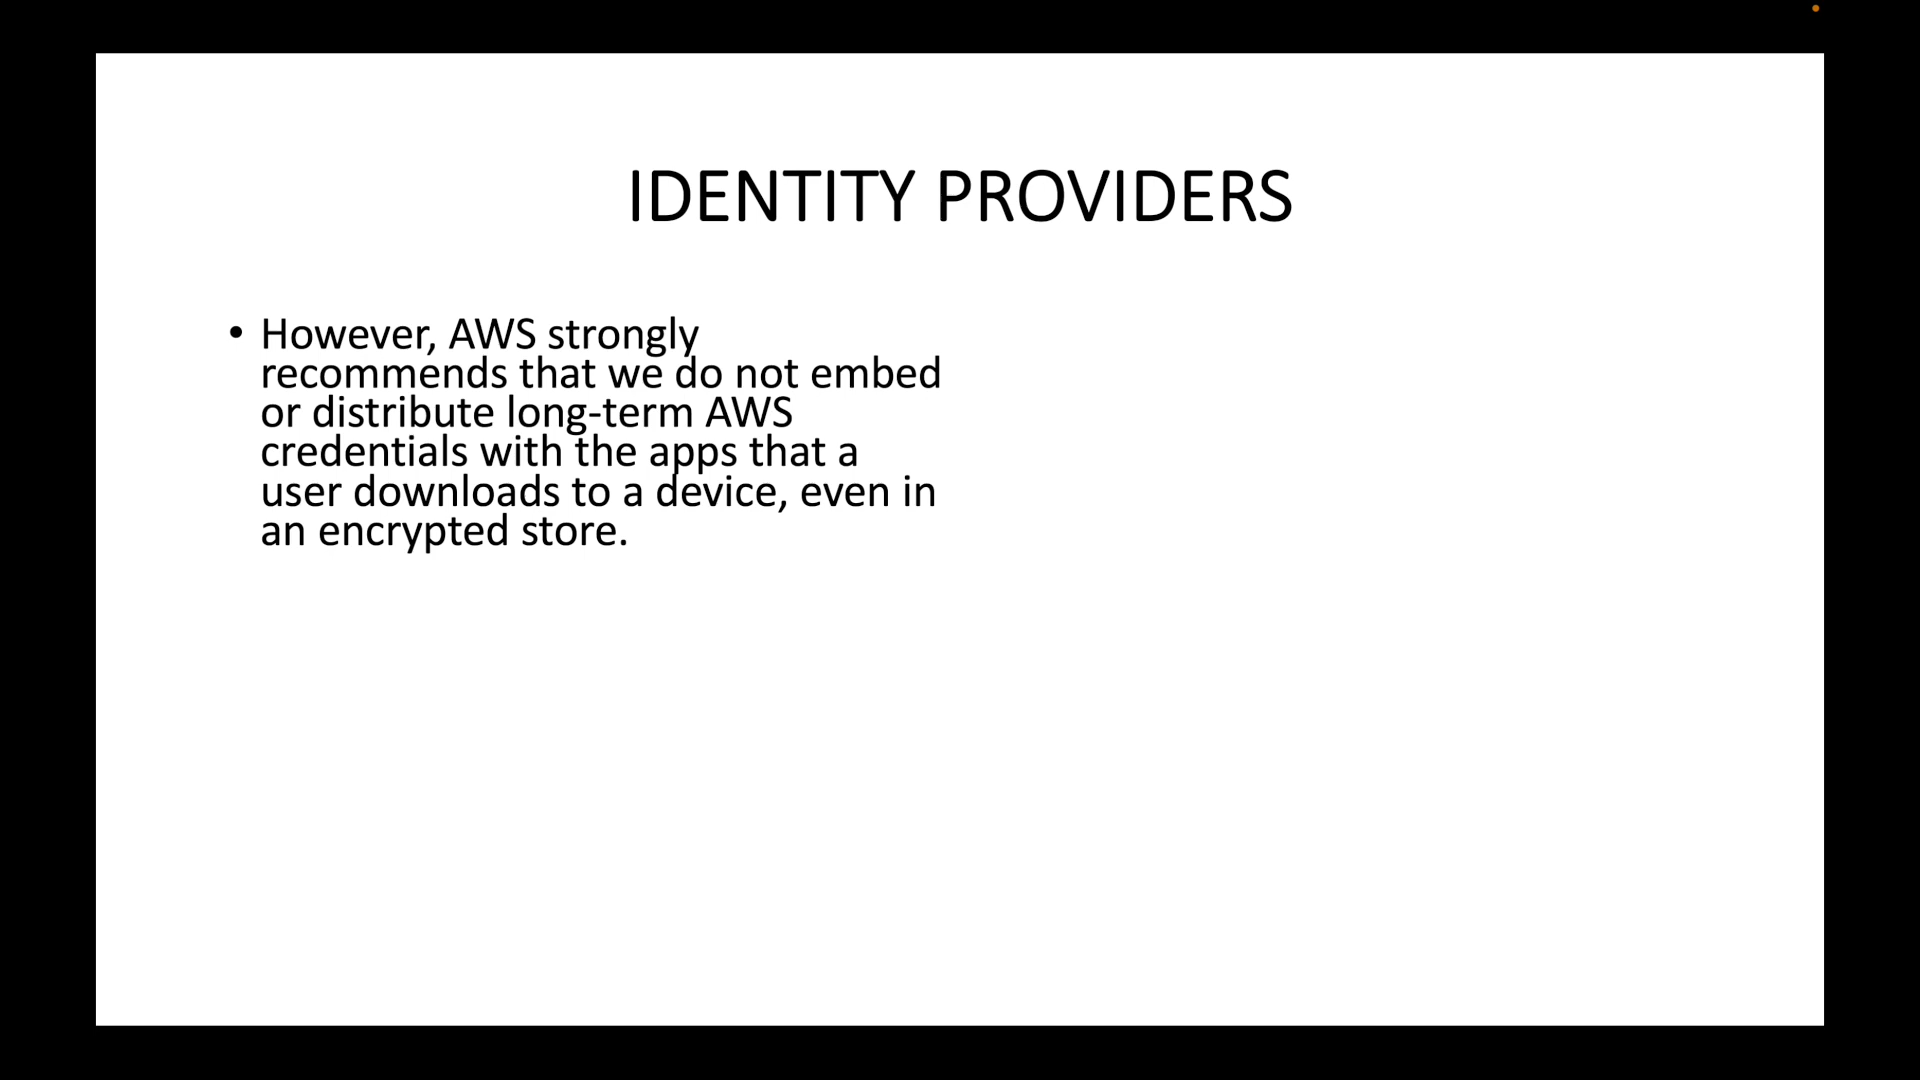 IDENTITY PROVIDERS
• However, AWS strongly
recommends that we do not embed
or distribute long-term AWS
credentials with the apps that a
user downloads to a device, even in
an encrypted store.